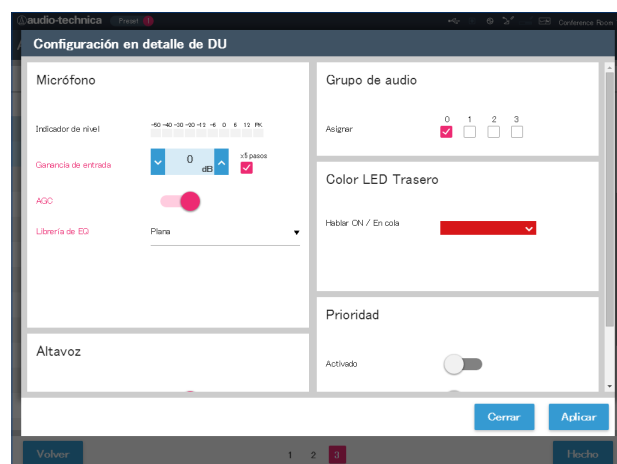 audio-technica Preset ! Conference Room
Configuración en detalle de DU
Micrófono
Indicador de nivel -50 -40 -30 -20 -12 -6 0 6 12 PK
Ganancia de entrada 0 dB x5 pasos
AGC
Librería de EQ Plana
Altavoz
Grupo de audio
0 1 2 3
Asignar
Color LED Trasero
Hablar ON / En cola
Prioridad
Activado
Cerrar Aplicar
Volver 1 2 3 Hecho